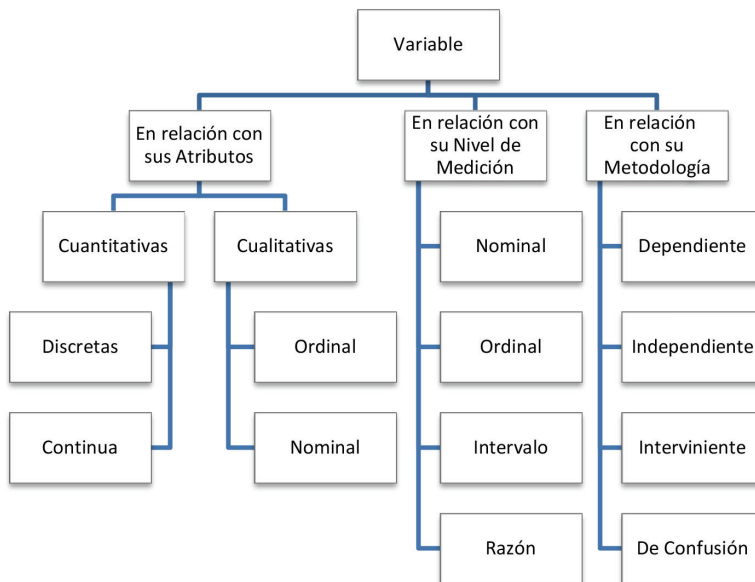 Variable
En relación con
sus Atributos
En relación con
su Nivel de
Medición
En relación
con su
Metodología
Cuantitativas
Cualitativas
Nominal
Dependiente
Discretas
Ordinal
Ordinal
Independiente
Continua
Nominal
Intervalo
Interviniente
Razón
De Confusión